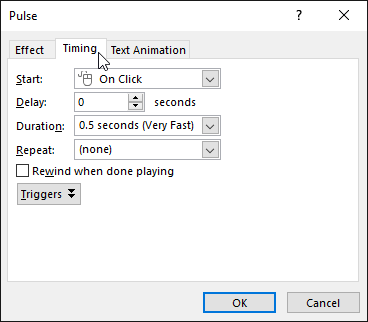 Pulse ?
Effect Timing Text Animation
Start: On Click
Delay: 0 seconds
Duration: 0.5 seconds (Very Fast)
Repeat: (none)
Rewind when done playing
Triggers
OK Cancel